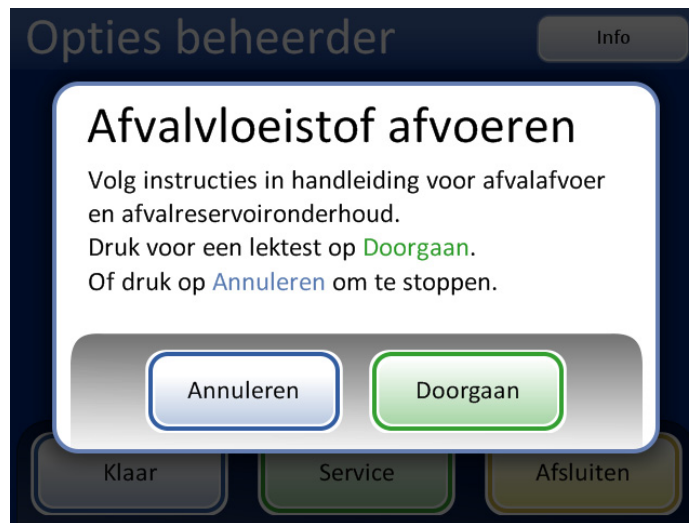 Opties beheerder
Info
Afvalvloeistof afvoeren
Volg instructies in handleiding voor afvalafvoer
en afvalreservoironderhoud.
Druk voor een lektest op Doorgaan.
Of druk op Annuleren om te stoppen.
Annuleren
Doorgaan
Klaar
Service
Afsluiten